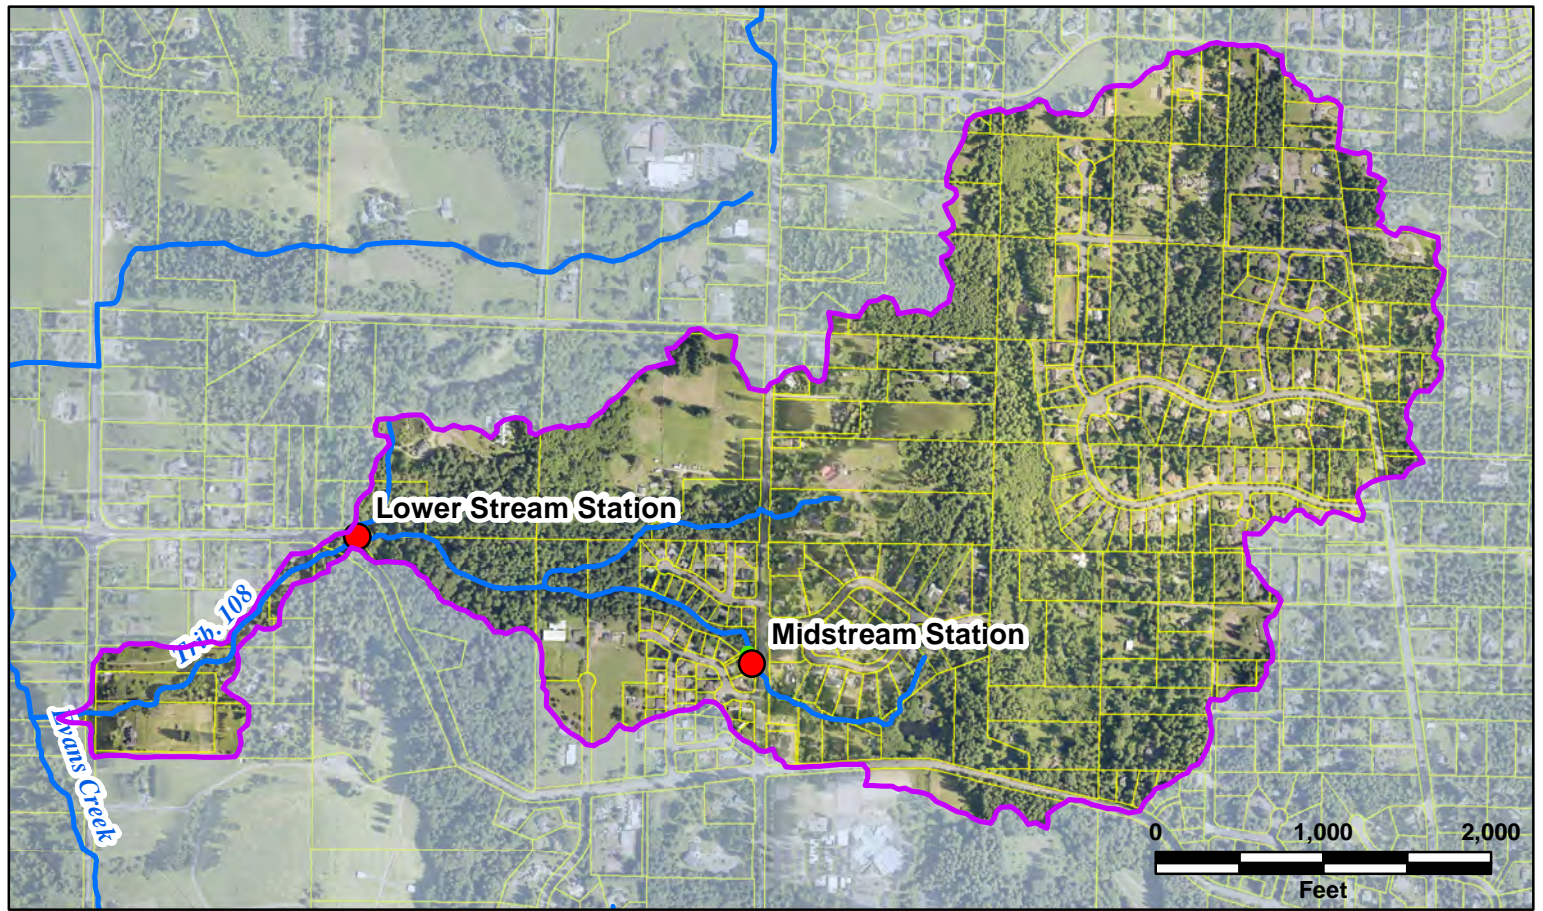 Lower Stream Station
Trib. 108
Midstream Station
Evans Creek
0 1,000 2,000
Feet